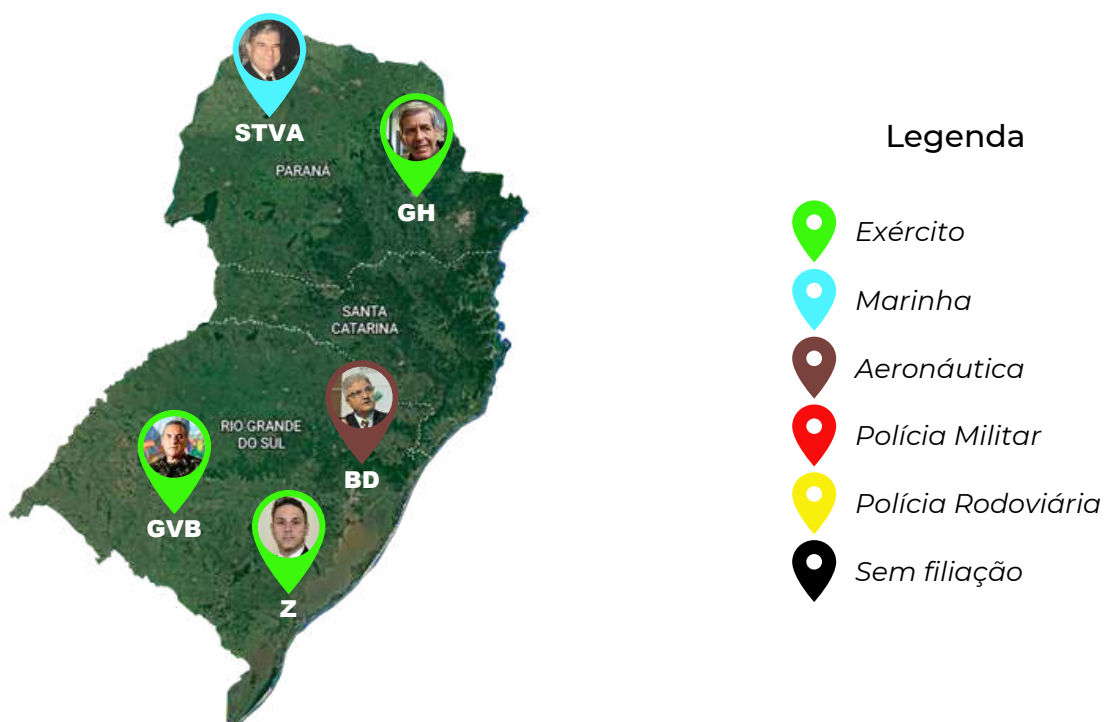 STVA
PARANÁ
GH
SANTA
CATARINA
RIO GRANDE
DO SUL
BD
GVB
Z
Legenda
Exército
Marinha
Aeronáutica
Polícia Militar
Polícia Rodoviária
Sem filiação